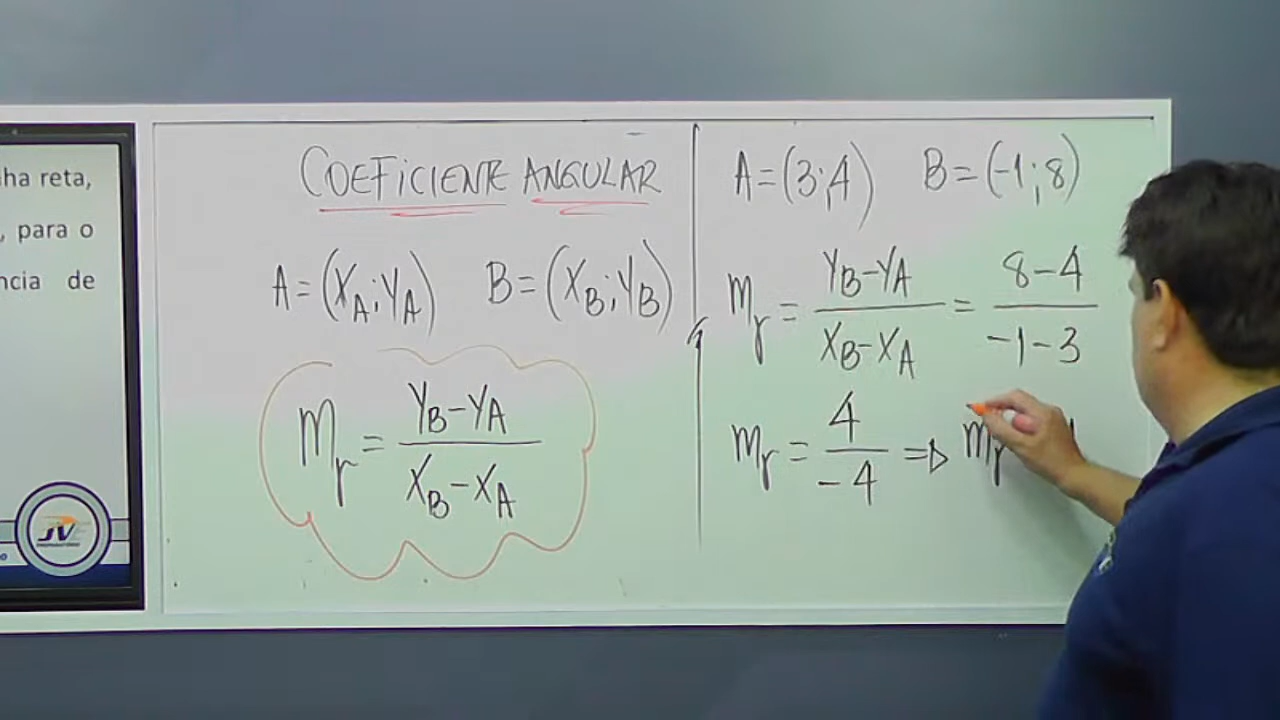 ha reta,
, para o
ncia de
JV
COEFICIENTE ANGULAR
A=(XA;YA) B=(XB;YB)
mr = YB-YA / XB-XA
A=(3;4) B=(-1;8)
mr = YB-YA / XB-XA = 8-4 / -1-3
mr = 4 / -4 => mr